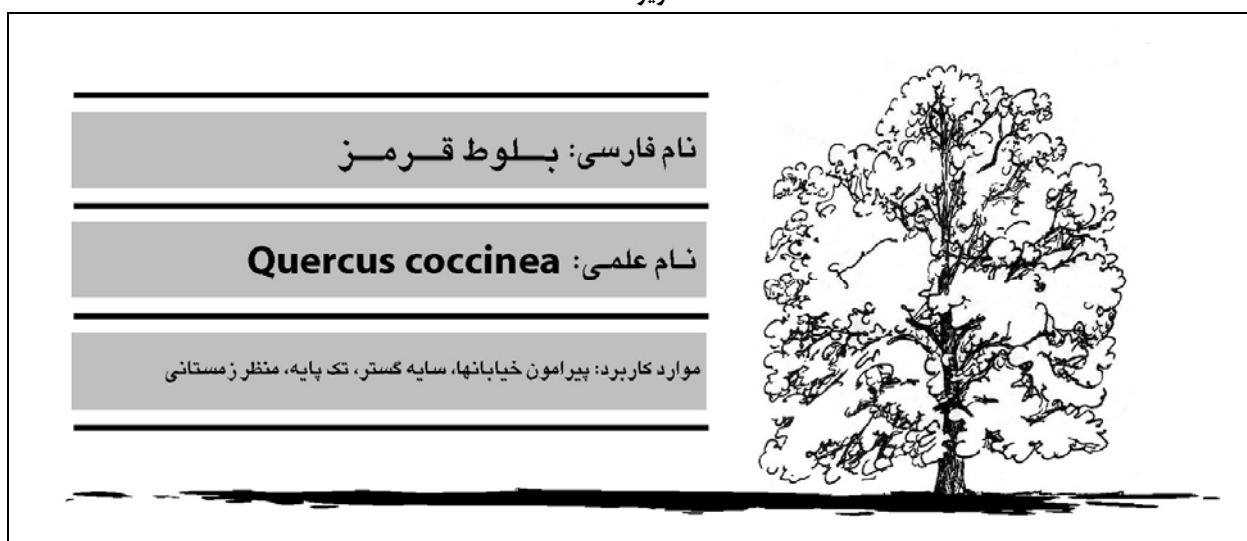 نام فارسی: بلوط قرمز
نام علمی: Quercus coccinea
موارد کاربرد: پیرامون خیابانها، سایه گستر، تک پایه، منظر زمستانی